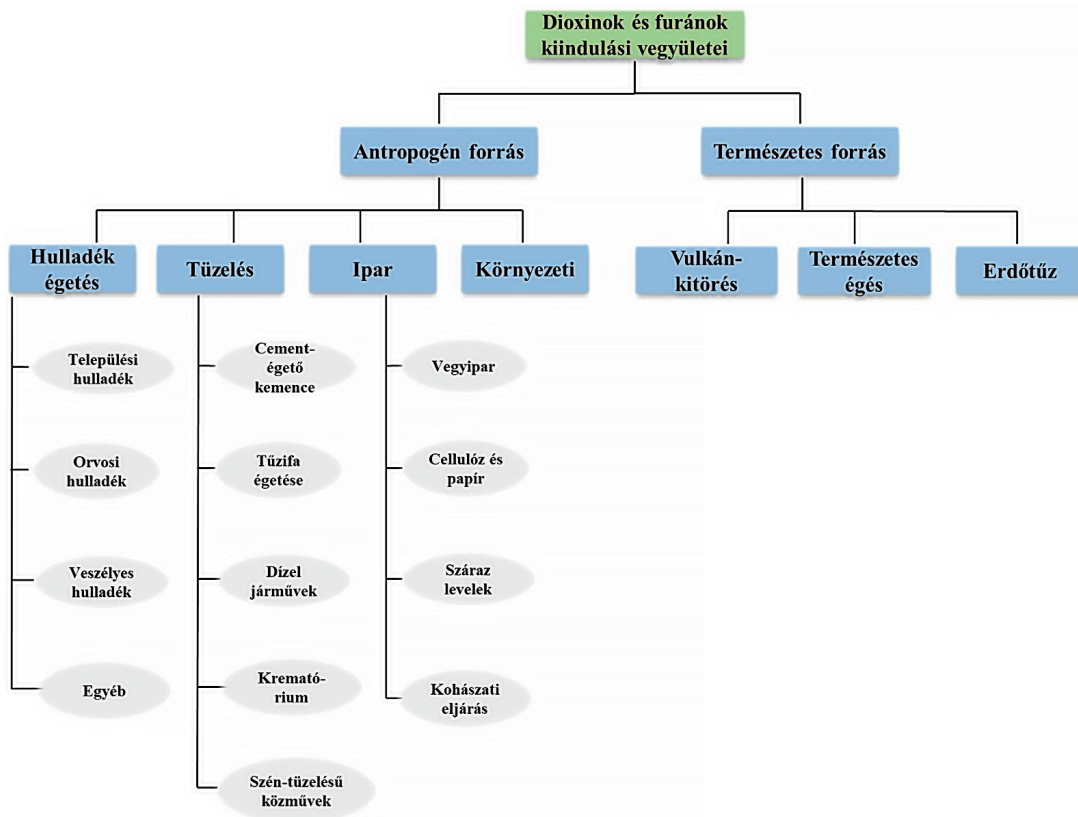 Dioxinok és furánok
kiindulási vegyületei
Antropogén forrás
Természetes forrás
Hulladék
égetés
Tüzelés
Ipar
Környezeti
Vulkán-
kitörés
Természetes
égés
Erdőtűz
Települési
hulladék
Orvosi
hulladék
Veszélyes
hulladék
Egyéb
Cement-
égető
kemence
Tűzifa
égetése
Dízel
járművek
Kremató-
rium
Szén-tüzelésű
közművek
Vegyipar
Cellulóz és
papír
Száraz
levelek
Kohászati
eljárás